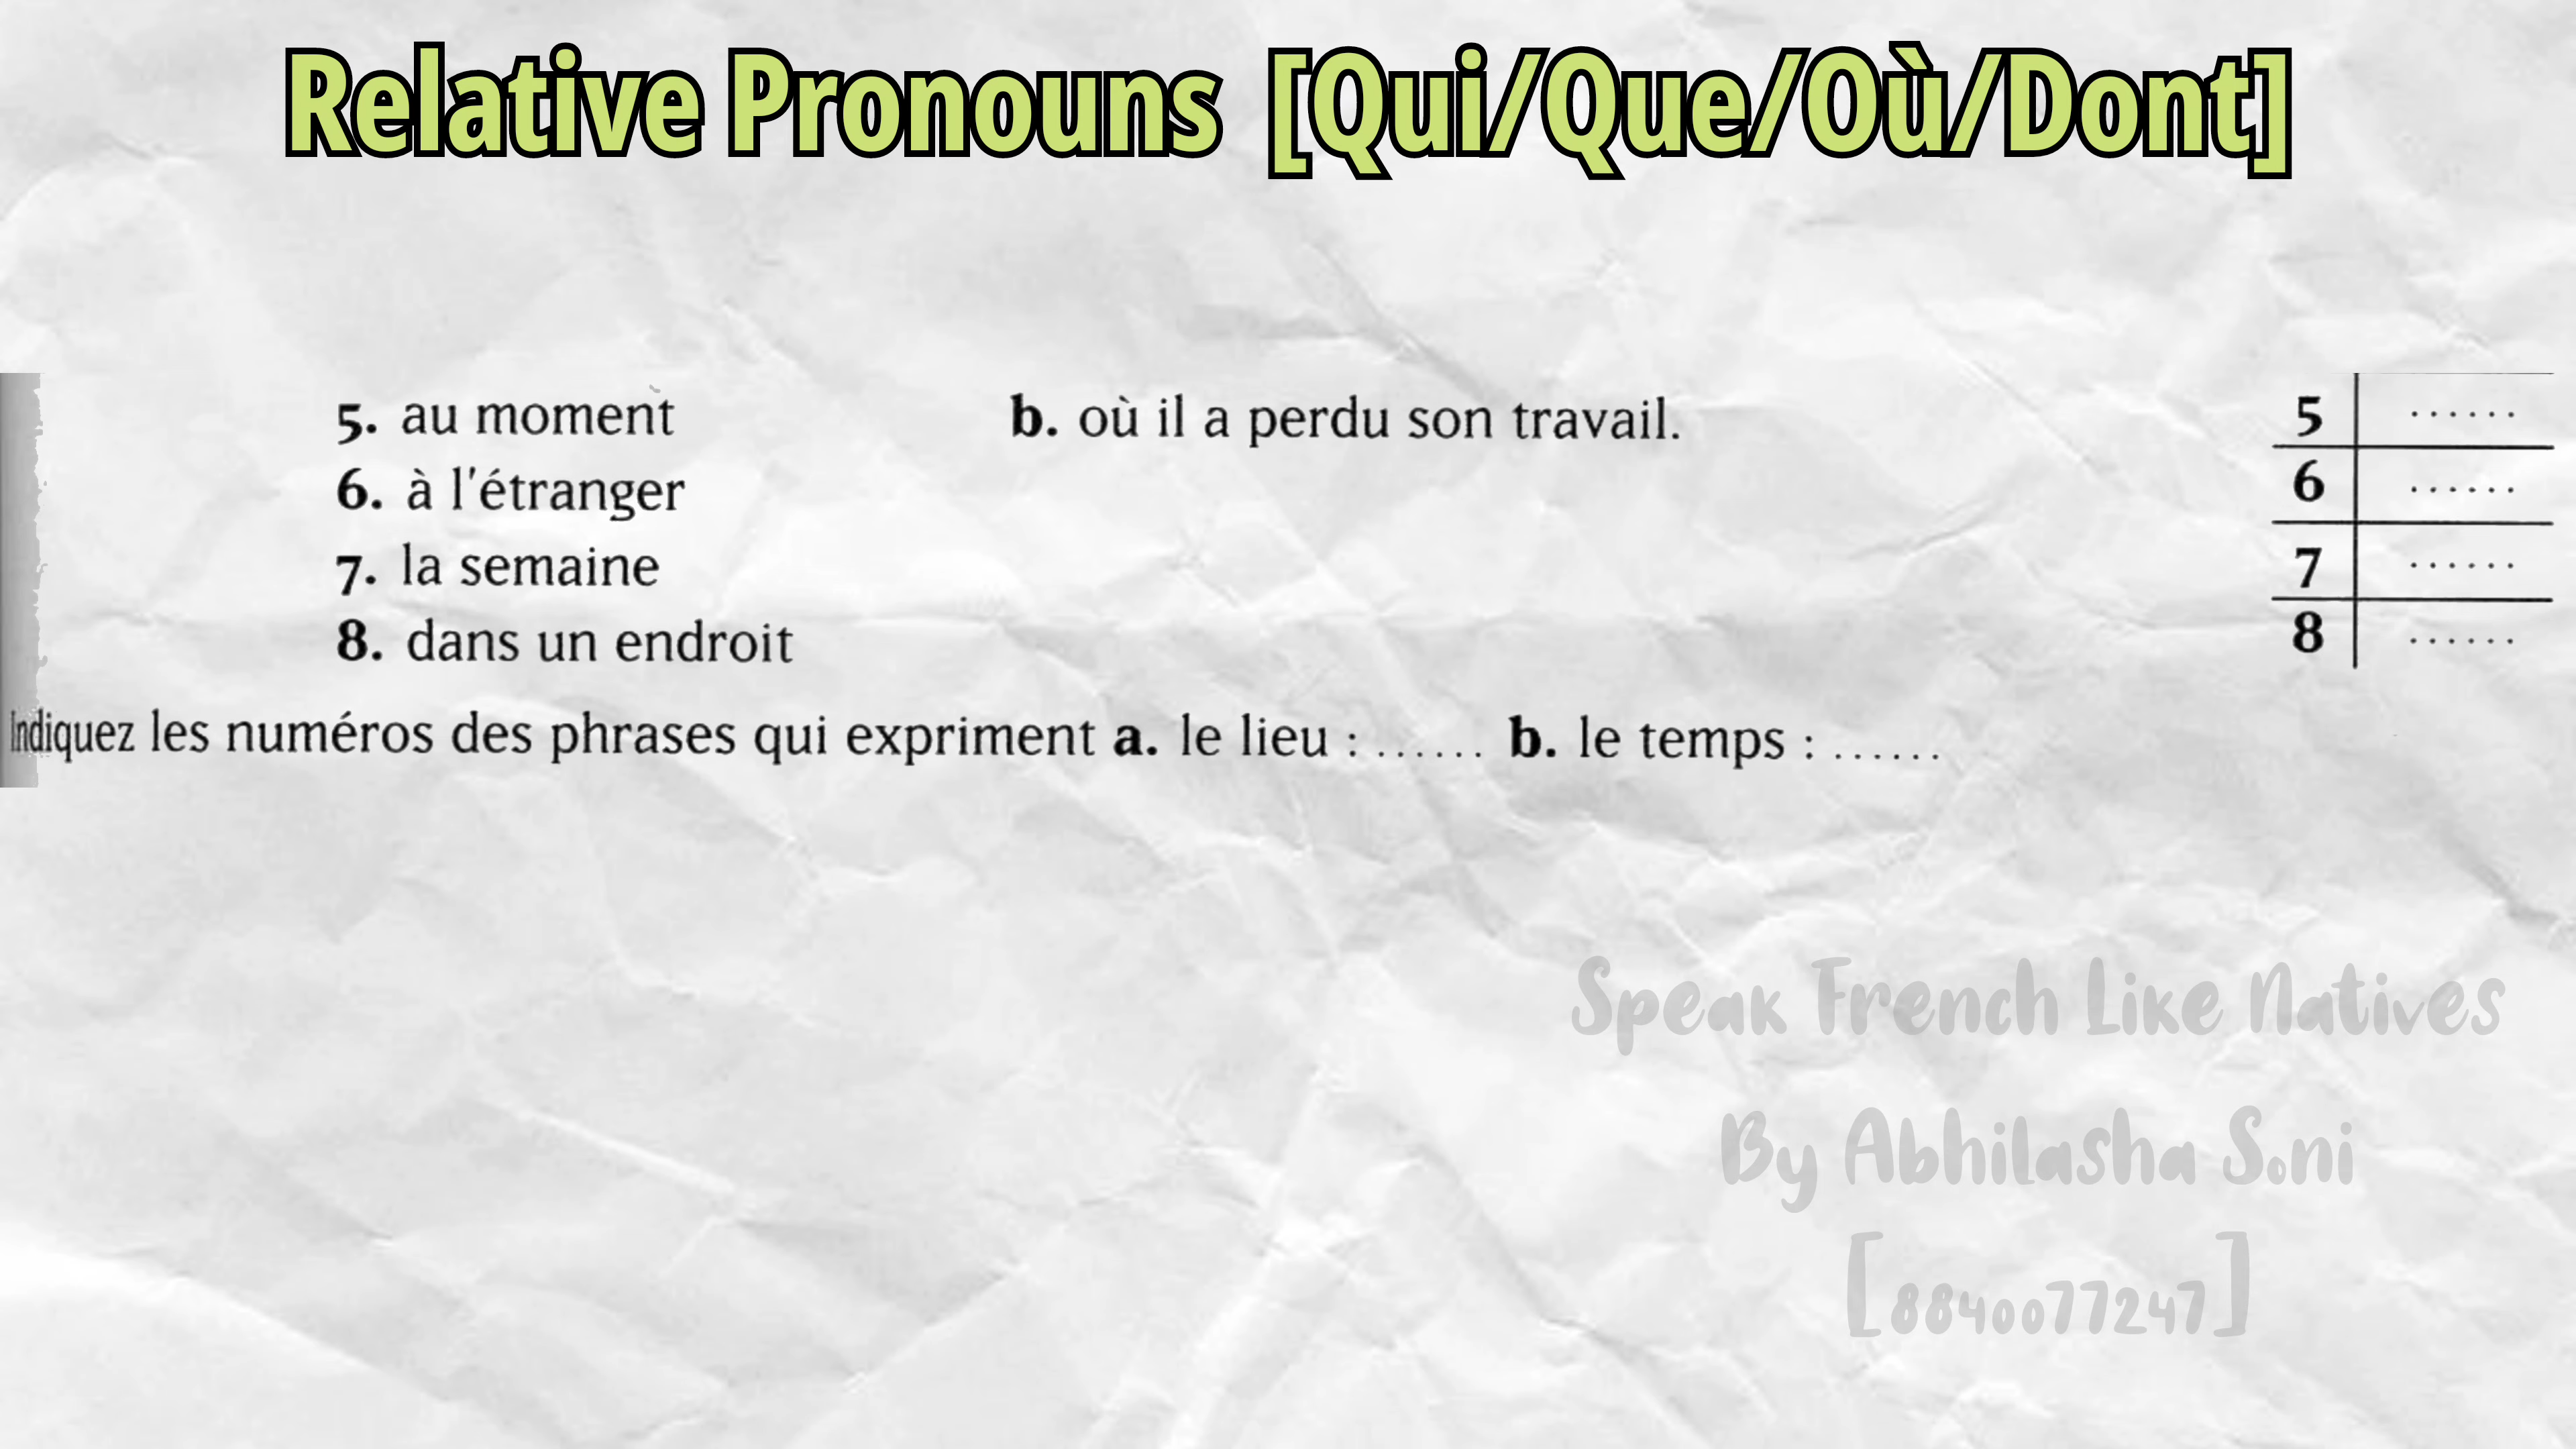 Relative Pronouns [Qui/Que/Où/Dont]
5. au moment b. où il a perdu son travail. 5 ......
6. à l'étranger 6 ......
7. la semaine 7 ......
8. dans un endroit 8 ......
Indiquez les numéros des phrases qui expriment a. le lieu : ...... b. le temps : ......
Speak French Like Natives
By Abhilasha Soni
[8840077247]